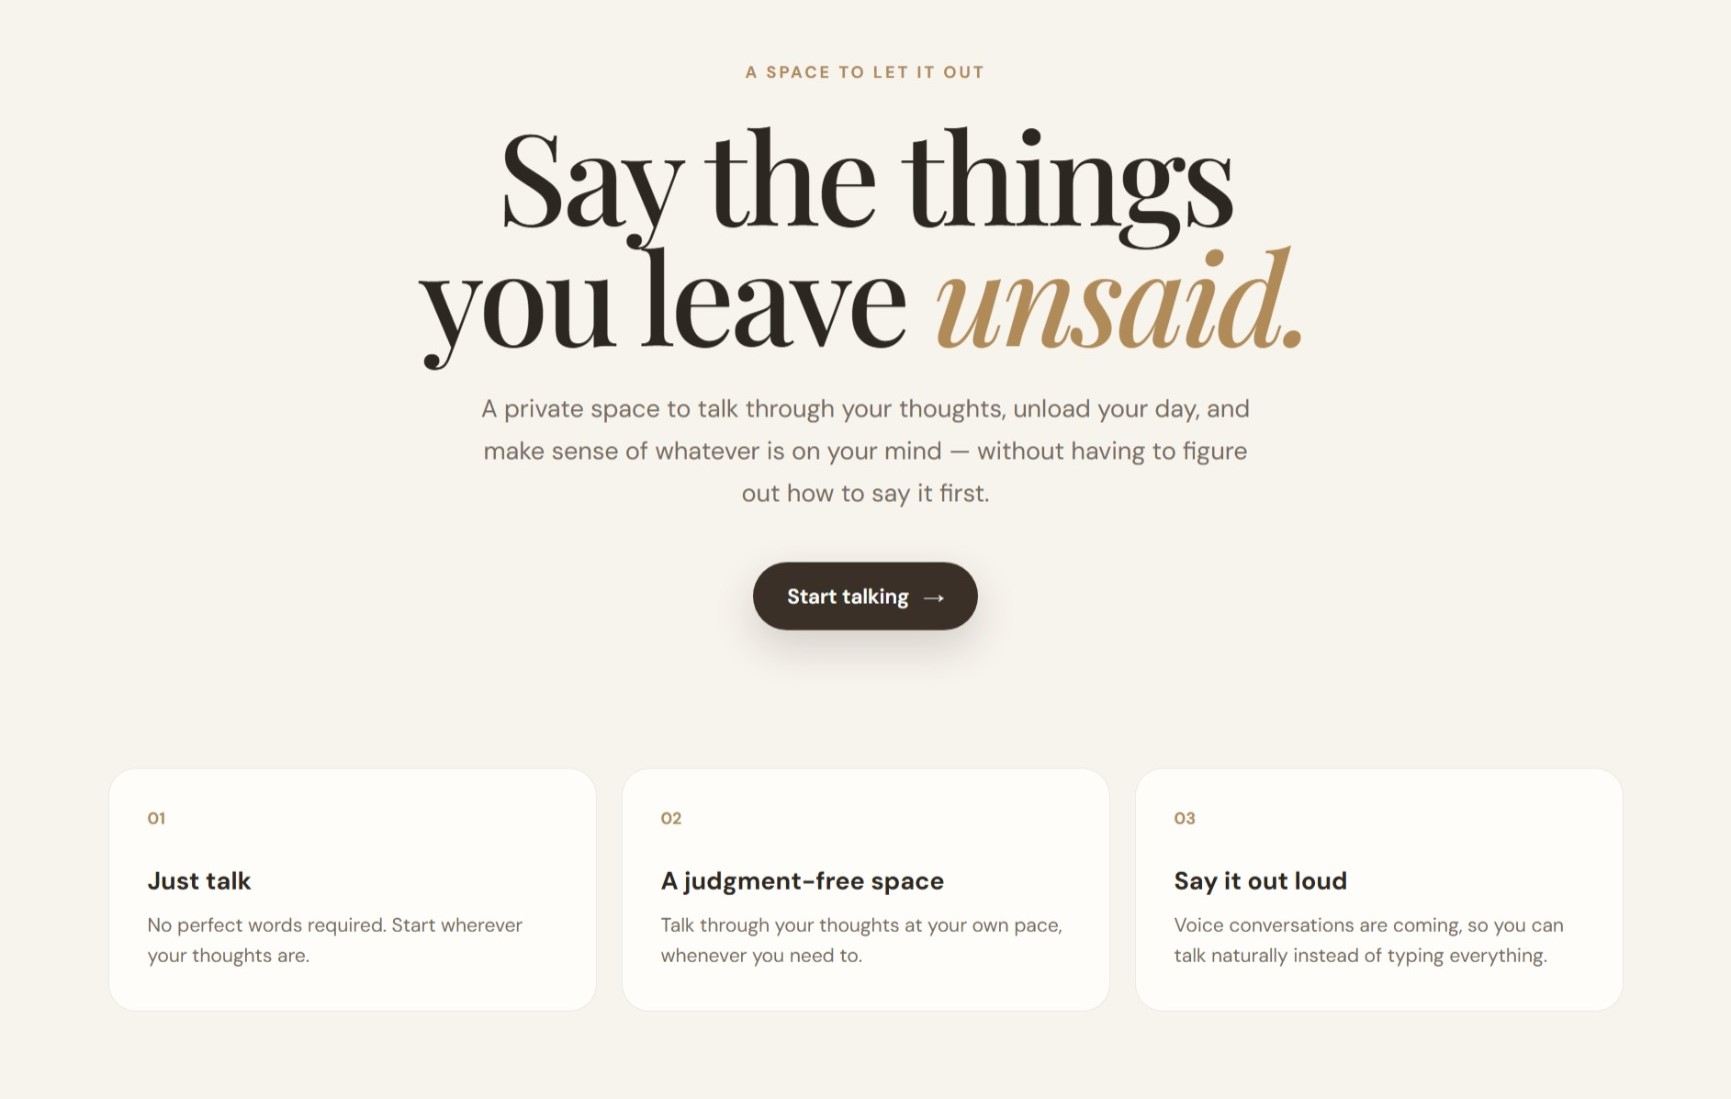 A SPACE TO LET IT OUT
Say the things
you leave unsaid.
A private space to talk through your thoughts, unload your day, and
make sense of whatever is on your mind — without having to figure
out how to say it first.
Start talking →
01
Just talk
No perfect words required. Start wherever
your thoughts are.
02
A judgment-free space
Talk through your thoughts at your own pace,
whenever you need to.
03
Say it out loud
Voice conversations are coming, so you can
talk naturally instead of typing everything.